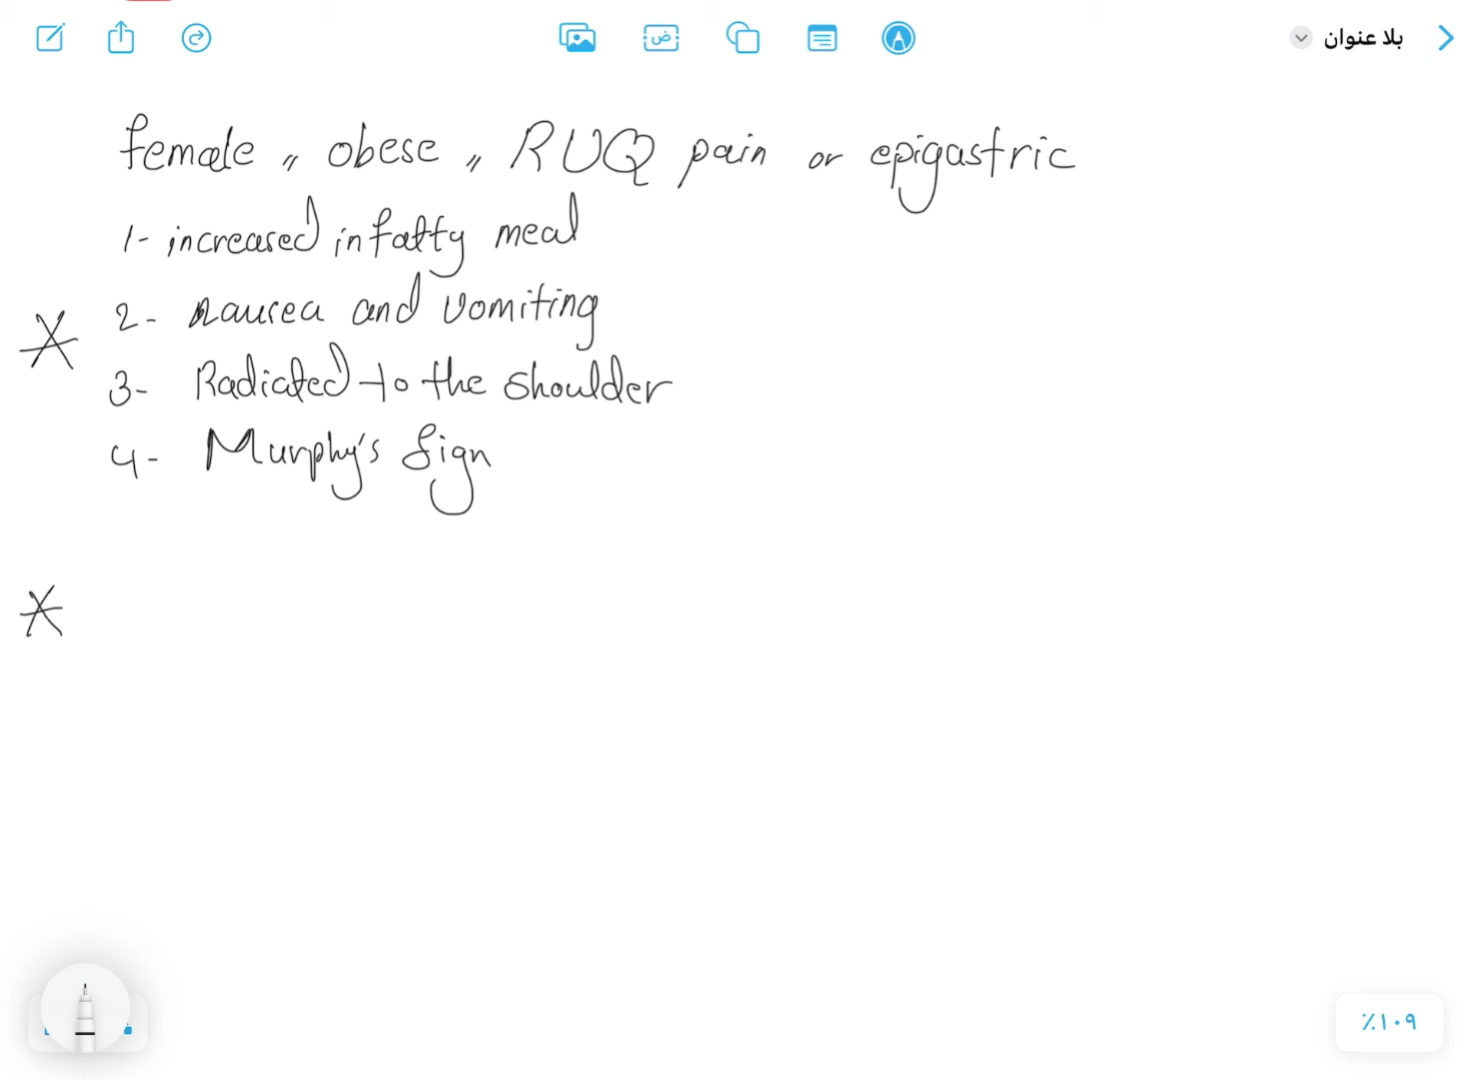 بلا عنوان
female ,, obese ,, RUQ pain or epigastric
1- increased in fatty meal
2- nausea and vomiting
3- Radiated to the shoulder
4- Murphy's sign
٪١٠٩